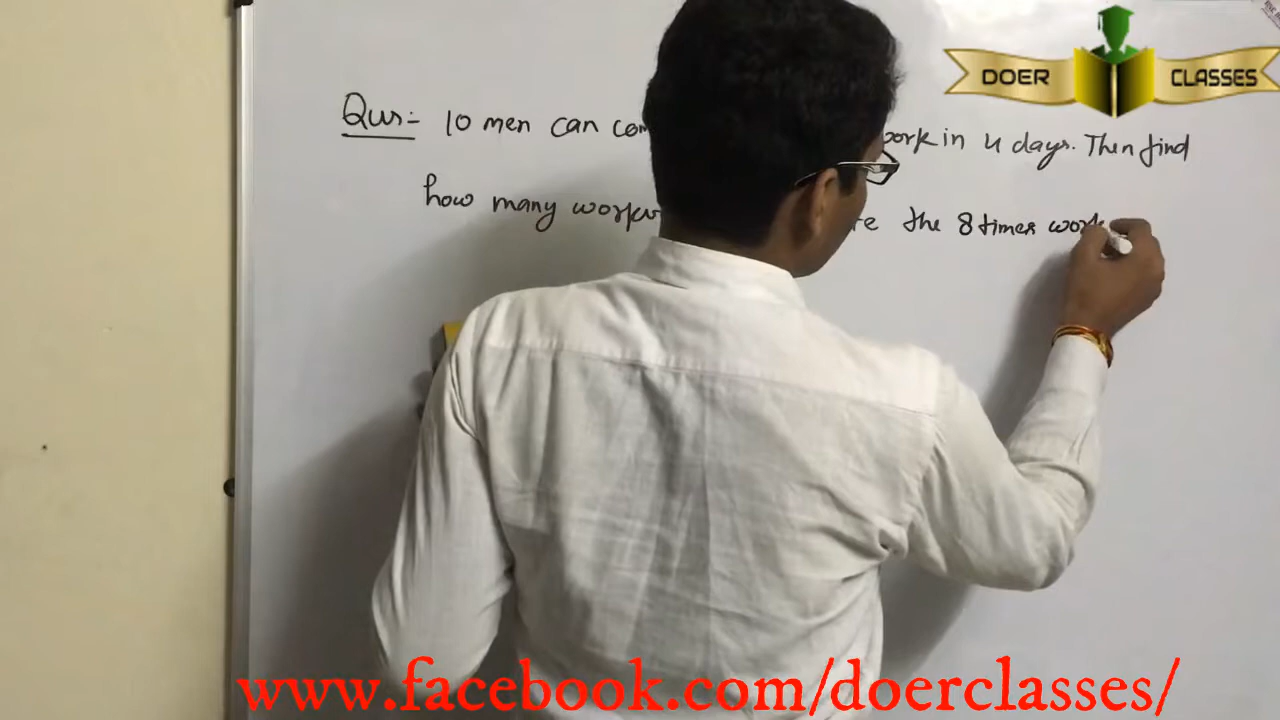 DOER CLASSES
Qus:- 10 men can work in 4 days. Then find
how many the 8 times work
www.facebook.com/doerclasses/